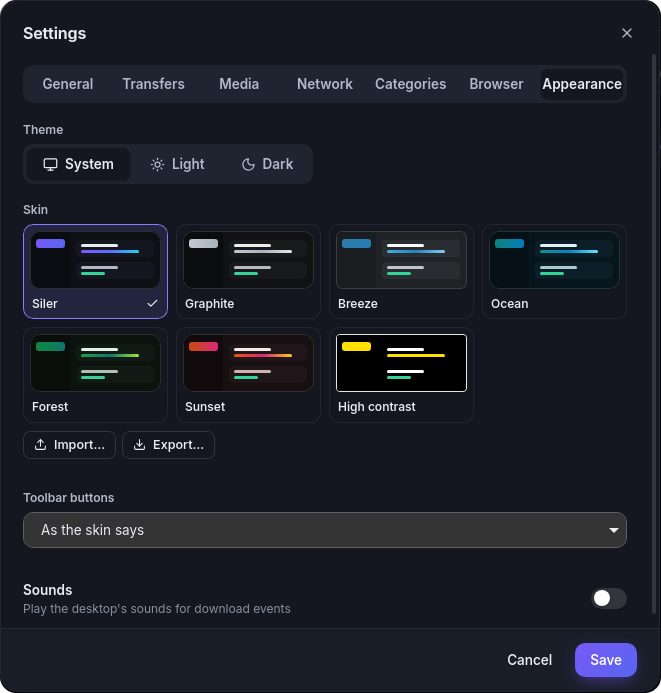 Settings
General
Transfers
Media
Network
Categories
Browser
Appearance
Theme
System
Light
Dark
Skin
Siler
Graphite
Breeze
Ocean
Forest
Sunset
High contrast
Import...
Export...
Toolbar buttons
As the skin says
Sounds
Play the desktop's sounds for download events
Cancel
Save